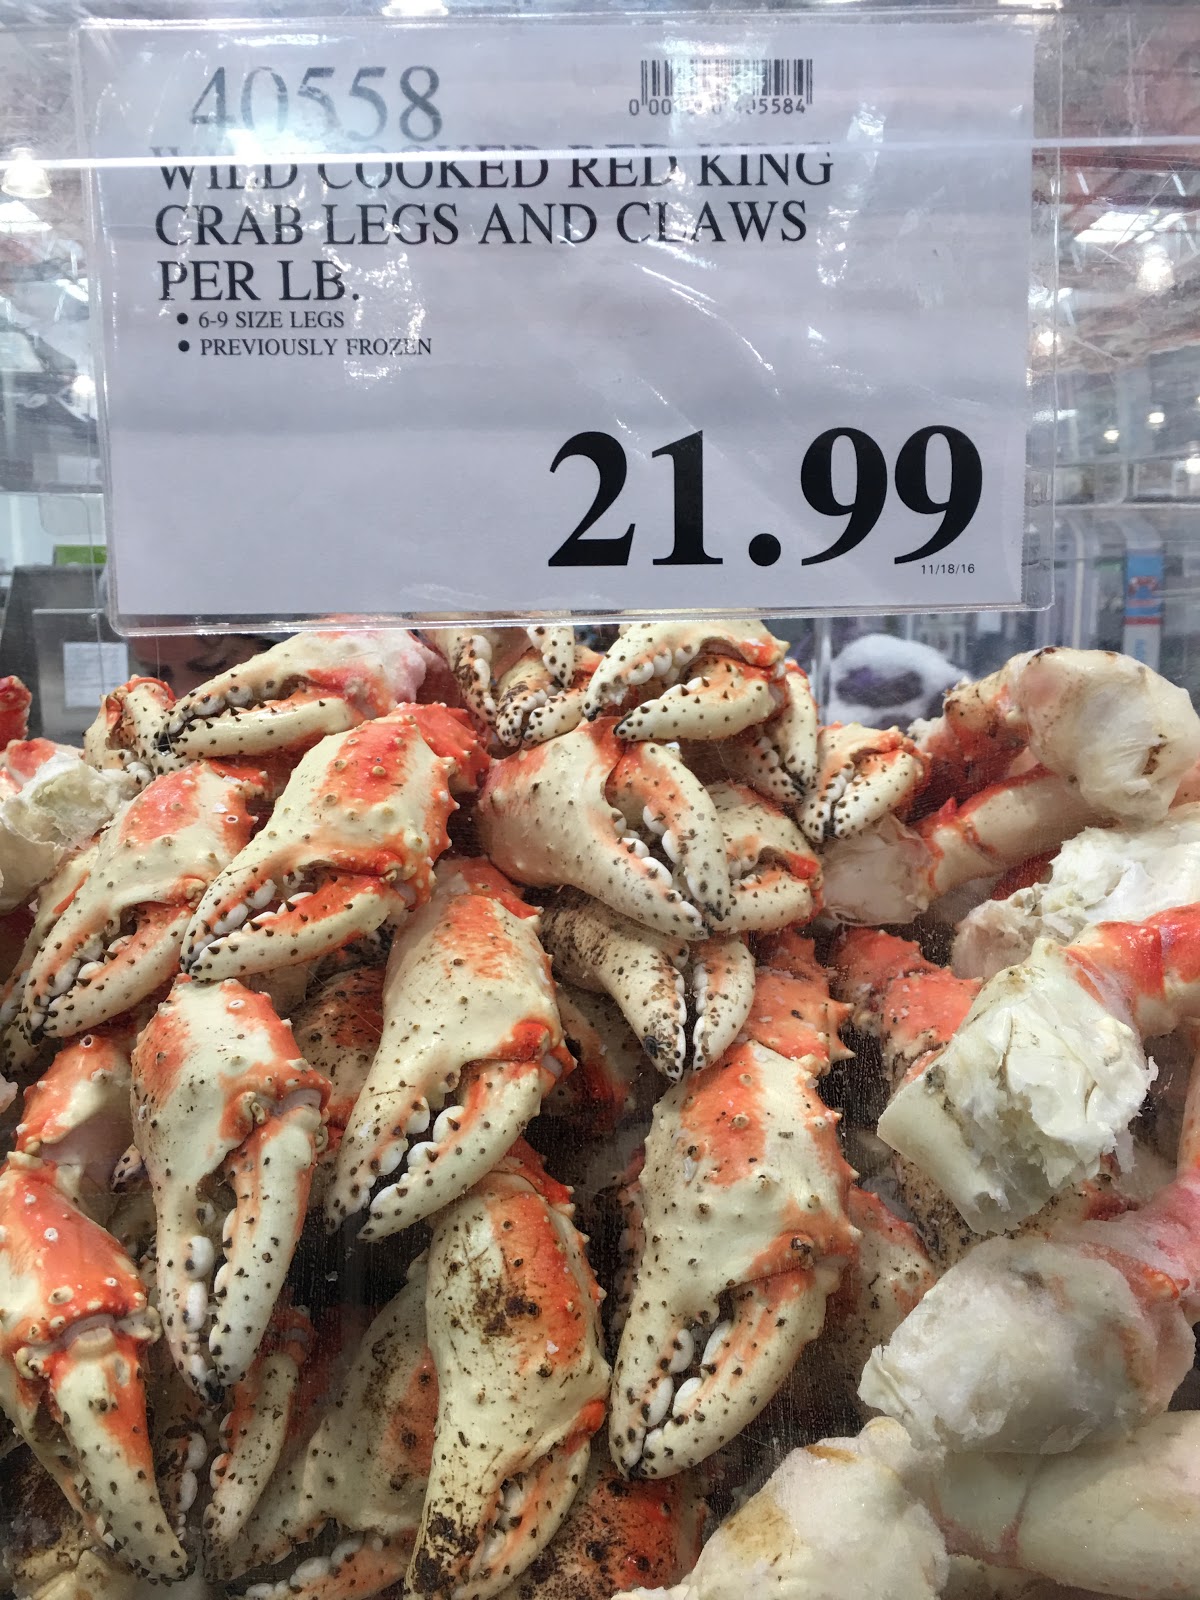 40558
WILD COOKED RED KING
CRAB LEGS AND CLAWS
PER LB.
• 6-9 SIZE LEGS
• PREVIOUSLY FROZEN
21.99
11/18/16